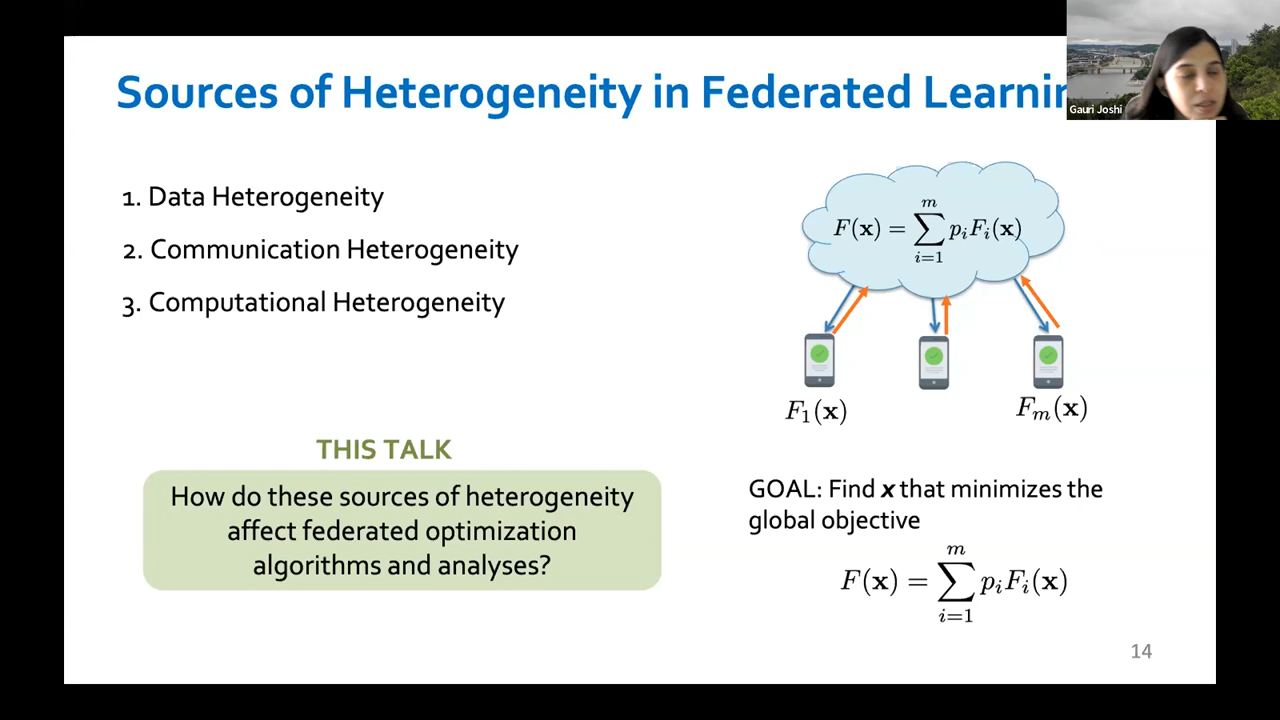 Sources of Heterogeneity in Federated Learnin
Gauri Joshi
1. Data Heterogeneity
2. Communication Heterogeneity
3. Computational Heterogeneity
F(x) = ∑_{i=1}^{m} p_i F_i(x)
F_1(x)
F_m(x)
THIS TALK
How do these sources of heterogeneity
affect federated optimization
algorithms and analyses?
GOAL: Find x that minimizes the
global objective
F(x) = ∑_{i=1}^{m} p_i F_i(x)
14